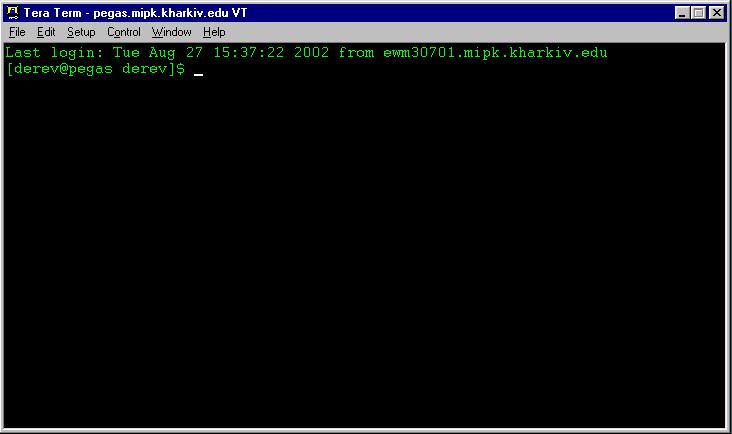 Tera Term - pegas.mipk.kharkiv.edu VT
File Edit Setup Control Window Help
Last login: Tue Aug 27 15:37:22 2002 from ewm30701.mipk.kharkiv.edu
[derev@pegas derev]$ _